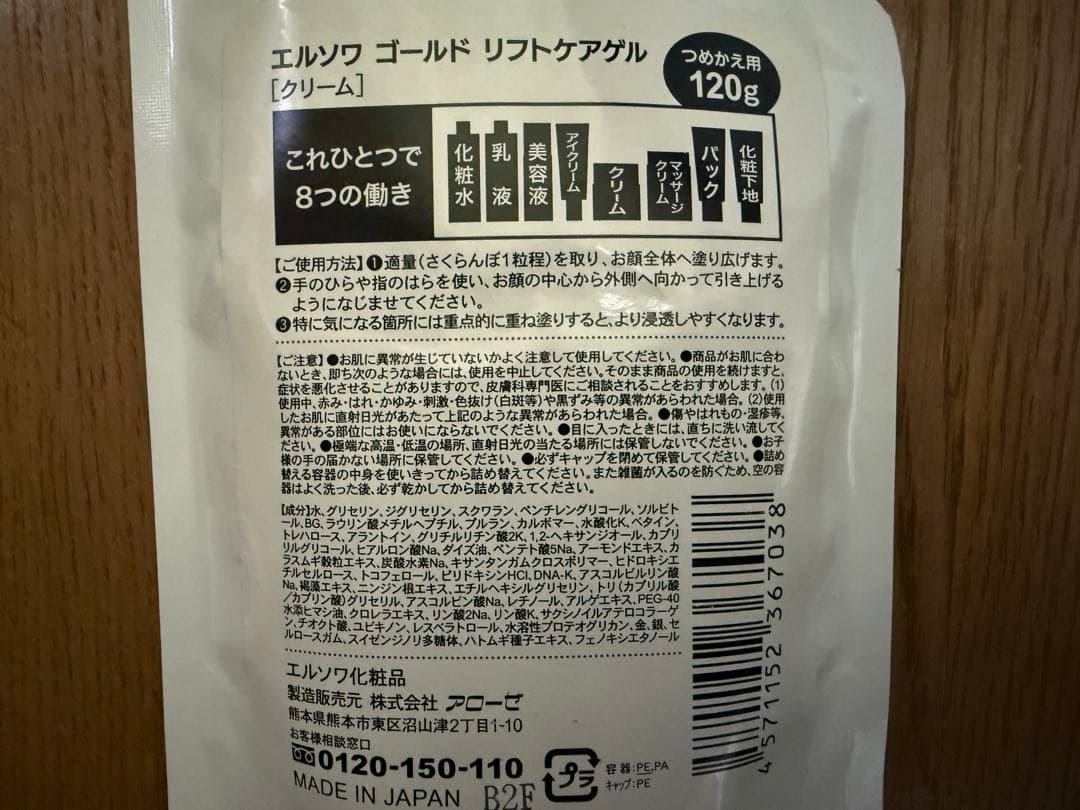 エルソワ ゴールド リフトケアゲル
[クリーム]
つめかえ用
120g
これひとつで
8つの働き
化粧水
乳液
美容液
アイクリーム
クリーム
マッサージクリーム
パック
化粧下地
【ご使用方法】❶適量(さくらんぼ1粒程)を取り、お顔全体へ塗り広げます。
❷手のひらや指のはらを使い、お顔の中心から外側へ向かって引き上げる
ようになじませてください。
❸特に気になる箇所には重点的に重ね塗りすると、より浸透しやすくなります。
【ご注意】●お肌に異常が生じていないかよく注意して使用してください。●商品がお肌に合わ
ないとき、即ち次のような場合には、使用を中止してください。そのまま商品の使用を続けますと、
症状を悪化させることがありますので、皮膚科専門医にご相談されることをおすすめします。(1)
使用中、赤み・はれ・かゆみ・刺激・色抜け(白斑等)や黒ずみ等の異常があらわれた場合。(2)使用
したお肌に直射日光があたって上記のような異常があらわれた場合。●傷やはれもの・湿疹等、
異常がある部位にはお使いにならないでください。●目に入ったときには、直ちに洗い流してく
ださい。●極端な高温・低温の場所、直射日光の当たる場所には保管しないでください。●お子
様の手の届かない場所に保管してください。●必ずキャップを閉めて保管してください。●詰め
替える容器の中身を使いきってから詰め替えてください。また雑菌が入るのを防ぐため、空の容
器はよく洗った後、必ず乾かしてから詰め替えてください。
【成分】水、グリセリン、ジグリセリン、スクワラン、ペンチレングリコール、ソルビト
ール、BG、ラウリン酸メチルヘプチル、プルラン、カルボマー、水酸化K、ベタイン、
トレハロース、アラントイン、グリチルリチン酸2K、1,2-ヘキサンジオール、カプリ
リルグリコール、ヒアルロン酸Na、ダイズ油、ペンテト酸5Na、アーモンドエキス、カ
ラスムギ穀粒エキス、炭酸水素Na、キサンタンガムクロスポリマー、ヒドロキシエ
チルセルロース、トコフェロール、ピリドキシンHCI、DNA-K、アスコルビルリン酸
Na、褐藻エキス、ニンジン根エキス、エチルヘキシルグリセリン、トリ(カプリル酸
/カプリン酸)グリセリル、アスコルビン酸Na、レチノール、アルゲエキス、PEG-40
水添ヒマシ油、クロレラエキス、リン酸2Na、リン酸K、サクシノイルアテロコラーゲ
ン、チオクト酸、ユビキノン、レスベラトロール、水溶性プロテオグリカン、金、銀、セ
ルロースガム、スイゼンジノリ多糖体、ハトムギ種子エキス、フェノキシエタノール
エルソワ化粧品
製造販売元 株式会社 アローゼ
熊本県熊本市東区沼山津2丁目1-10
お客様相談窓口
0120-150-110
MADE IN JAPAN B2F
プラ
容器:PE,PA
キャップ:PE
4571152367038